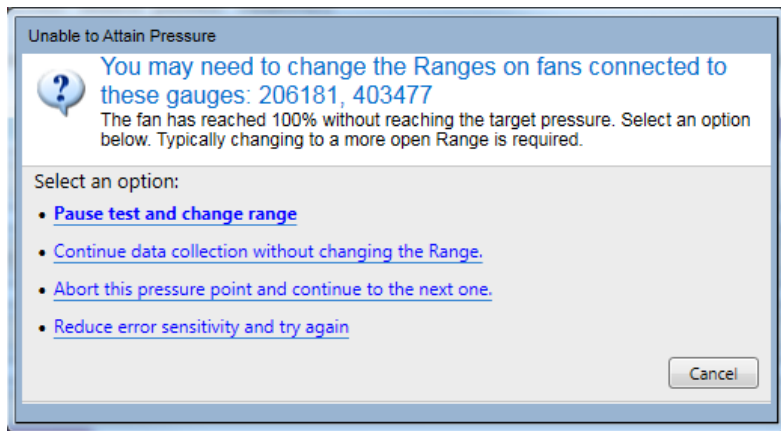 Unable to Attain Pressure
You may need to change the Ranges on fans connected to
these gauges: 206181, 403477
The fan has reached 100% without reaching the target pressure. Select an option
below. Typically changing to a more open Range is required.
Select an option:
• Pause test and change range
• Continue data collection without changing the Range.
• Abort this pressure point and continue to the next one.
• Reduce error sensitivity and try again
Cancel